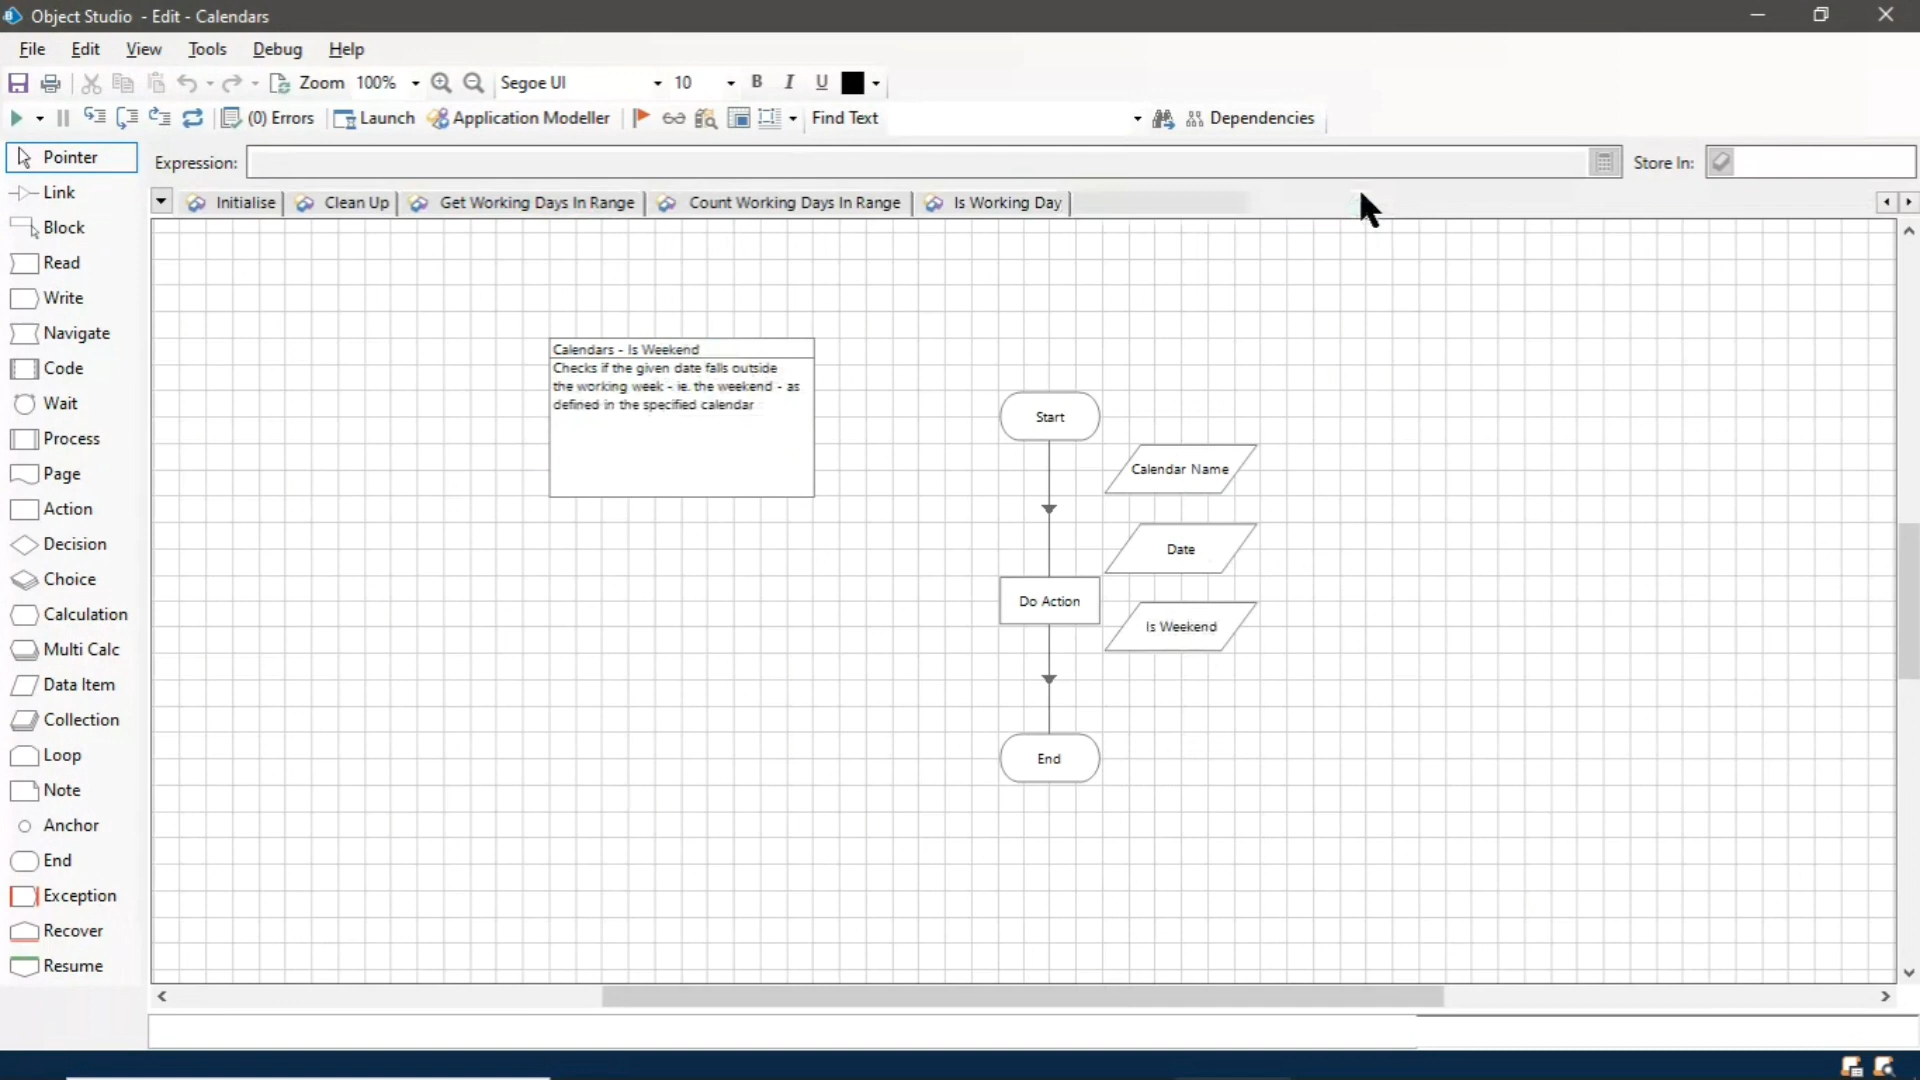 Object Studio - Edit - Calendars
File Edit View Tools Debug Help
Zoom 100% Segoe UI 10 B I U
(0) Errors Launch Application Modeller Find Text Dependencies
Pointer
Expression: Store In:
Link
Initialise Clean Up Get Working Days In Range Count Working Days In Range Is Working Day
Block
Read
Write
Navigate
Code
Wait
Process
Page
Action
Decision
Choice
Calculation
Multi Calc
Data Item
Collection
Loop
Note
Anchor
End
Exception
Recover
Resume
Calendars - Is Weekend
Checks if the given date falls outside
the working week - ie. the weekend - as
defined in the specified calendar
Start
Calendar Name
Date
Do Action
Is Weekend
End